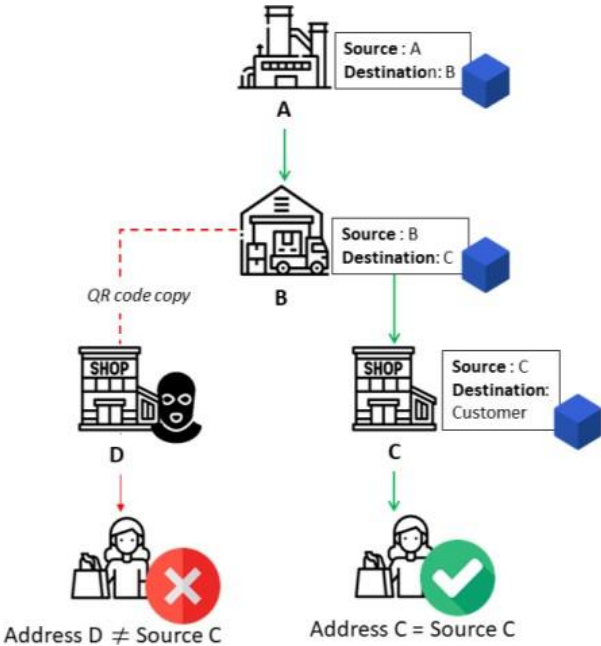 Source : A
Destination: B
A
Source : B
Destination: C
B
QR code copy
SHOP
D
SHOP
C
Source : C
Destination:
Customer
Address D ≠ Source C
Address C = Source C